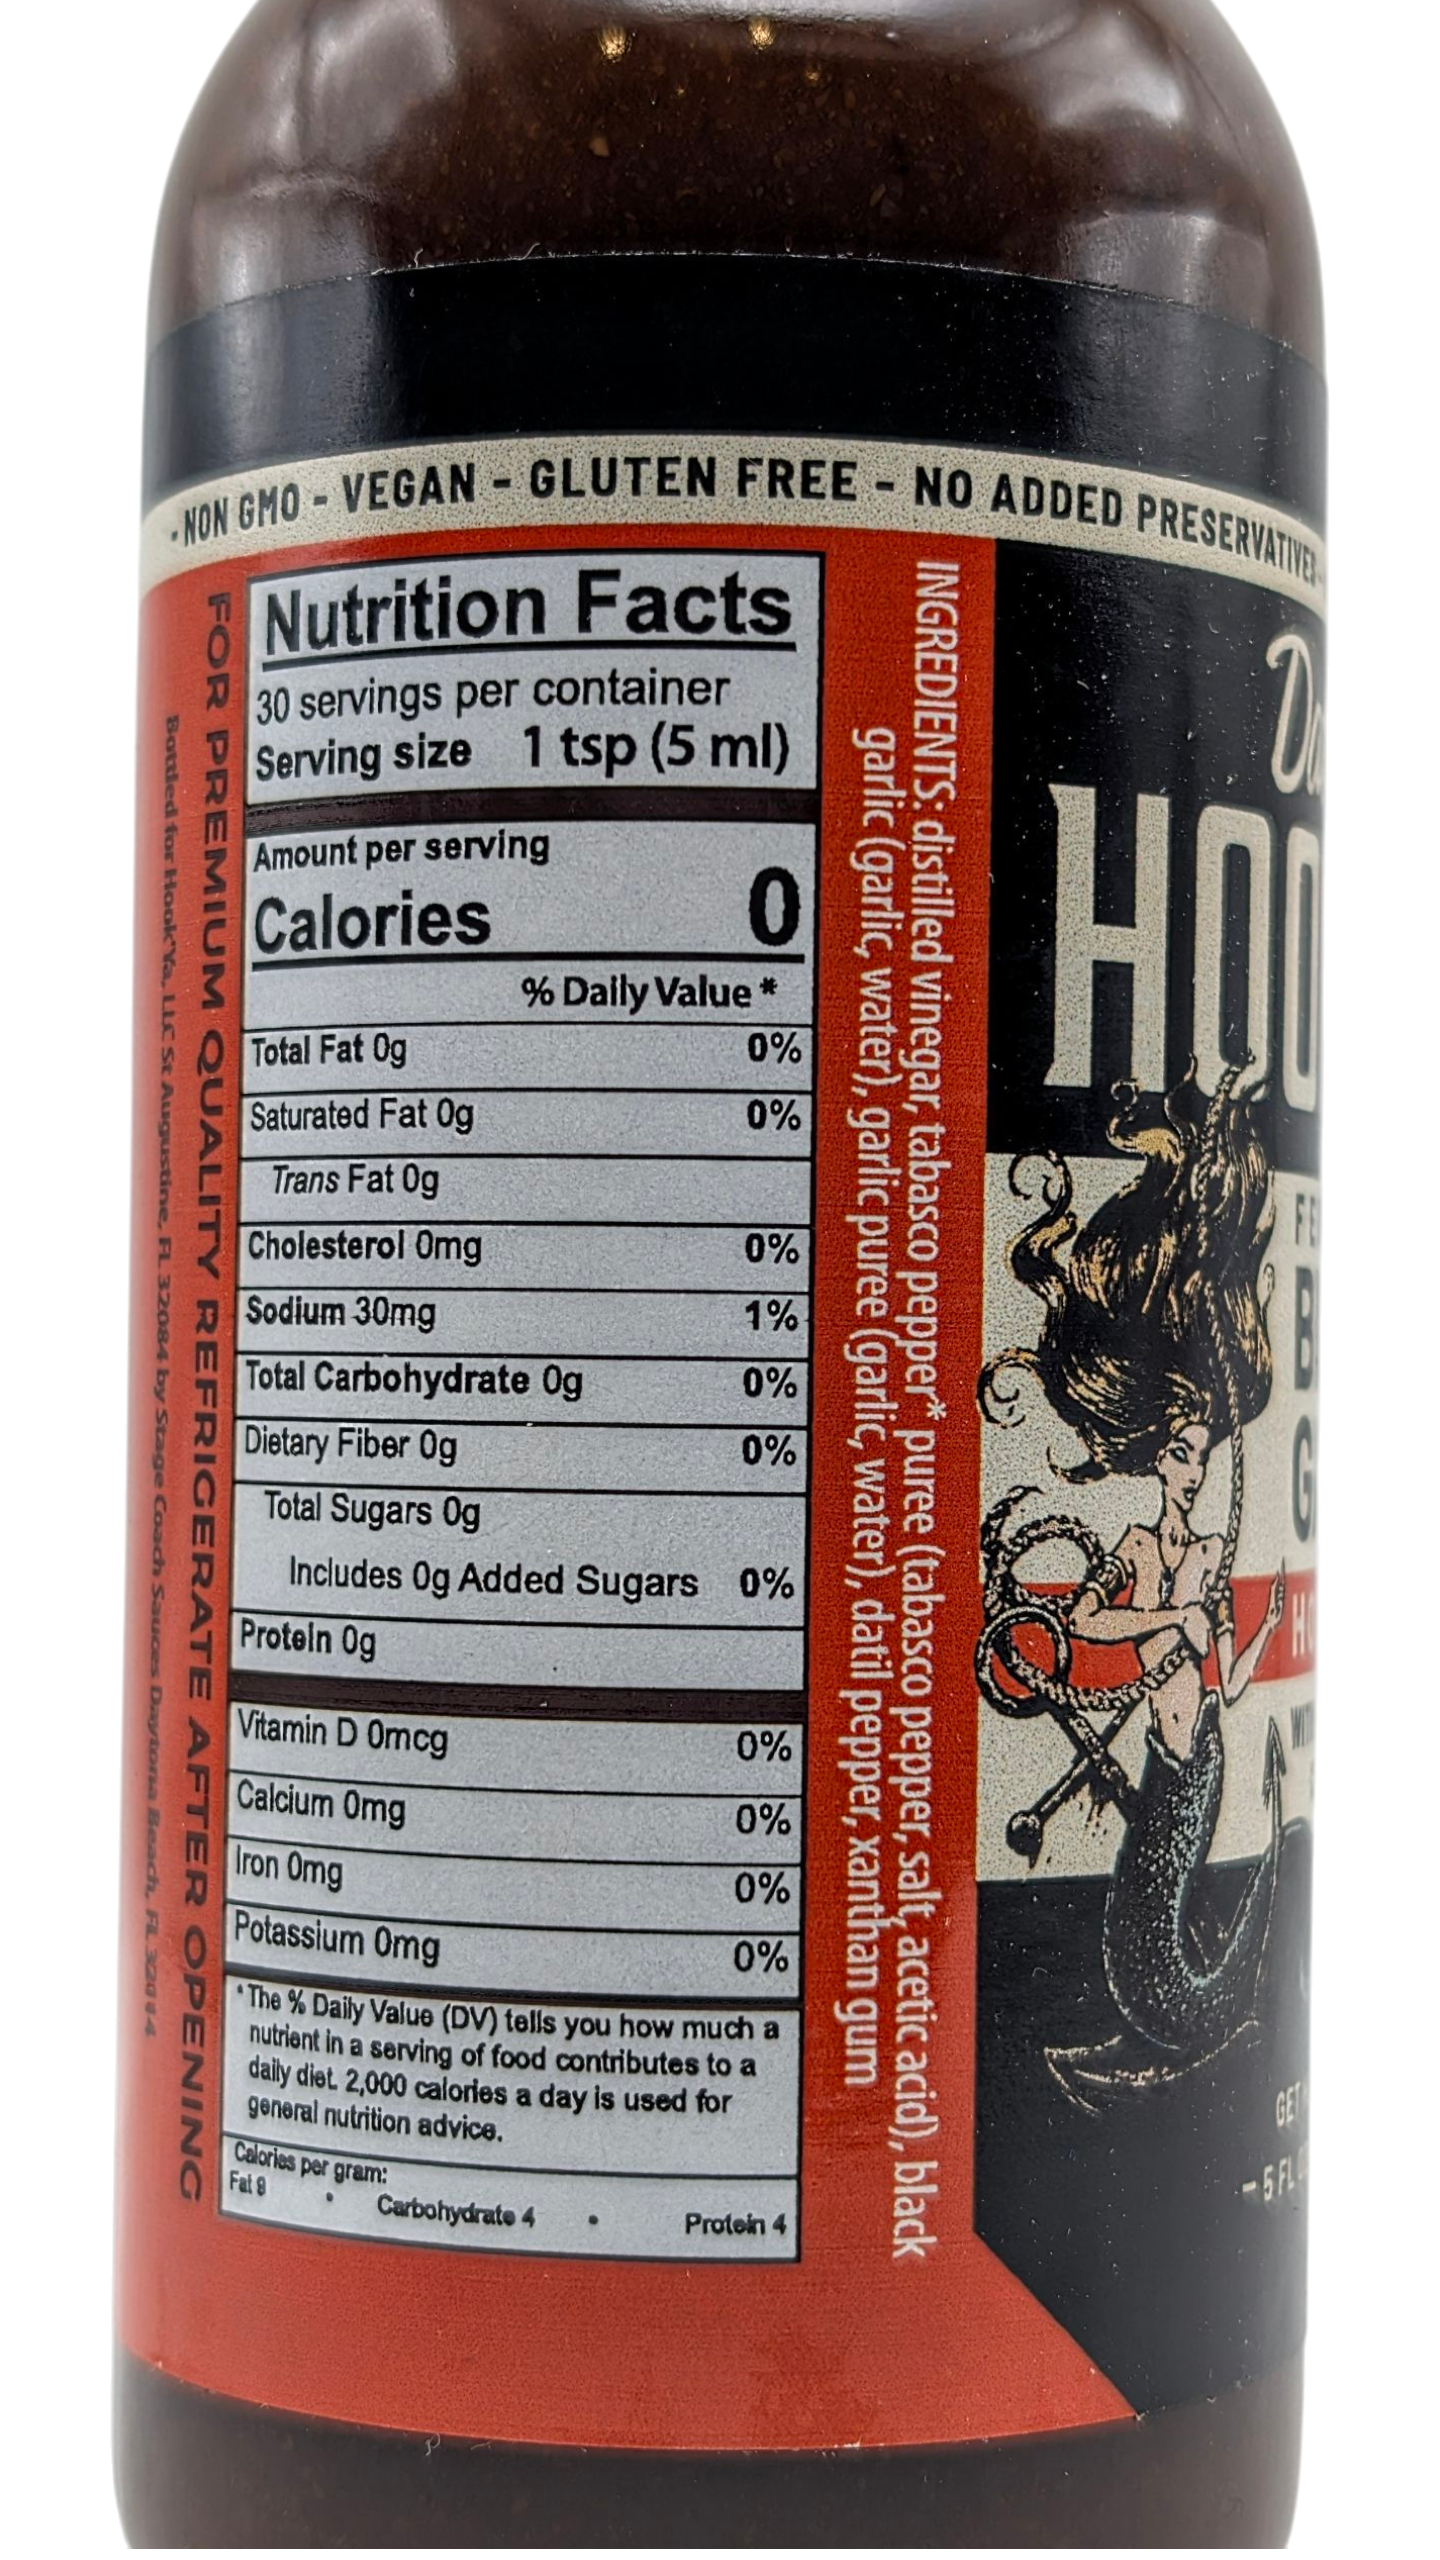 - NON GMO - VEGAN - GLUTEN FREE - NO ADDED PRESERVATIVES -
Nutrition Facts
30 servings per container
Serving size 1 tsp (5 ml)
Amount per serving
Calories 0
% Daily Value *
Total Fat 0g 0%
Saturated Fat 0g 0%
Trans Fat 0g
Cholesterol 0mg 0%
Sodium 30mg 1%
Total Carbohydrate 0g 0%
Dietary Fiber 0g 0%
Total Sugars 0g
Includes 0g Added Sugars 0%
Protein 0g
Vitamin D 0mcg 0%
Calcium 0mg 0%
Iron 0mg 0%
Potassium 0mg 0%
*The % Daily Value (DV) tells you how much a
nutrient in a serving of food contributes to a
daily diet. 2,000 calories a day is used for
general nutrition advice.
Calories per gram:
Fat 9 • Carbohydrate 4 • Protein 4
INGREDIENTS: distilled vinegar, tabasco pepper* puree (tabasco pepper, salt, acetic acid), black
garlic (garlic, water), garlic puree (garlic, water), datil pepper, xanthan gum
FOR PREMIUM QUALITY REFRIGERATE AFTER OPENING
Bottled for Hook'Ya, LLC St Augustine, FL 32084 by Stage Coach Sauces Daytona Beach, FL 32114
HOO
5 FL